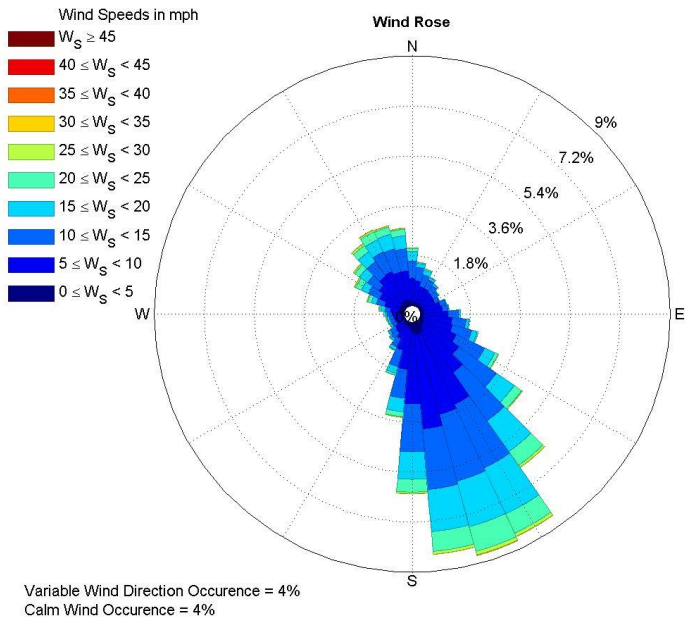 Wind Speeds in mph
W_S ≥ 45
40 ≤ W_S < 45
35 ≤ W_S < 40
30 ≤ W_S < 35
25 ≤ W_S < 30
20 ≤ W_S < 25
15 ≤ W_S < 20
10 ≤ W_S < 15
5 ≤ W_S < 10
0 ≤ W_S < 5
Wind Rose
N
9%
7.2%
5.4%
3.6%
1.8%
W
0%
E
S
Variable Wind Direction Occurence = 4%
Calm Wind Occurence = 4%